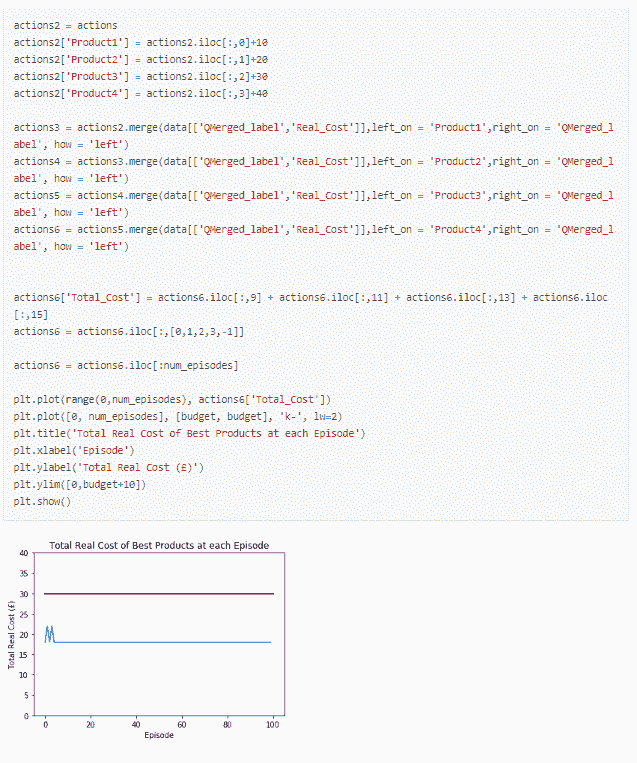 actions2 = actions
actions2['Product1'] = actions2.iloc[:,0]+10
actions2['Product2'] = actions2.iloc[:,1]+20
actions2['Product3'] = actions2.iloc[:,2]+30
actions2['Product4'] = actions2.iloc[:,3]+40
actions3 = actions2.merge(data[['QMerged_label','Real_Cost']],left_on = 'Product1',right_on = 'QMerged_l
abel', how = 'left')
actions4 = actions3.merge(data[['QMerged_label','Real_Cost']],left_on = 'Product2',right_on = 'QMerged_l
abel', how = 'left')
actions5 = actions4.merge(data[['QMerged_label','Real_Cost']],left_on = 'Product3',right_on = 'QMerged_l
abel', how = 'left')
actions6 = actions5.merge(data[['QMerged_label','Real_Cost']],left_on = 'Product4',right_on = 'QMerged_l
abel', how = 'left')
actions6['Total_Cost'] = actions6.iloc[:,9] + actions6.iloc[:,11] + actions6.iloc[:,13] + actions6.iloc
[:,15]
actions6 = actions6.iloc[:,[0,1,2,3,-1]]
actions6 = actions6.iloc[:num_episodes]
plt.plot(range(0,num_episodes), actions6['Total_Cost'])
plt.plot([0, num_episodes], [budget, budget], 'k-', lw=2)
plt.title('Total Real Cost of Best Products at each Episode')
plt.xlabel('Episode')
plt.ylabel('Total Real Cost (£)')
plt.ylim([0,budget+10])
plt.show()
Total Real Cost of Best Products at each Episode
Total Real Cost (£)
40
35
30
25
20
15
10
5
0
0 20 40 60 80 100
Episode